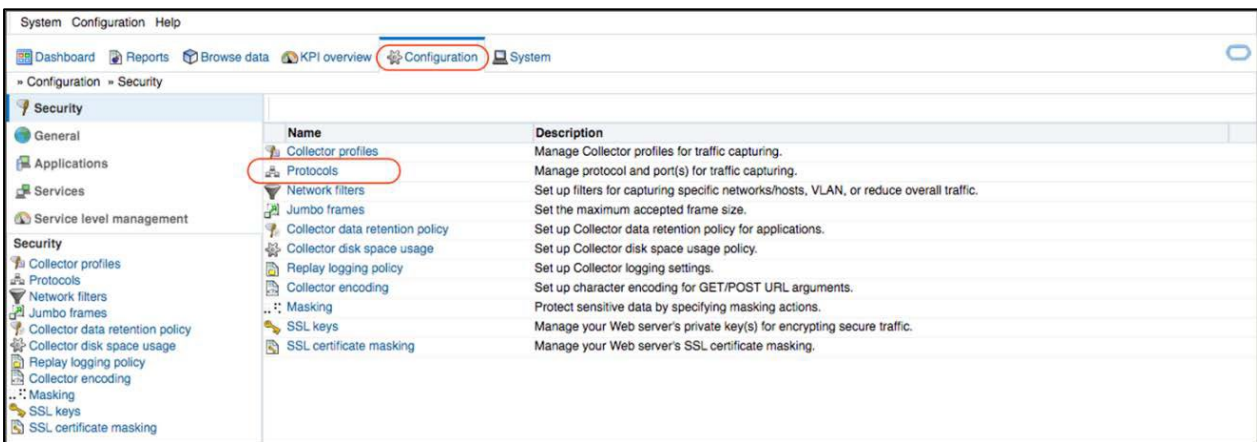 System Configuration Help
Dashboard Reports Browse data KPI overview Configuration System
» Configuration » Security
Security
General
Applications
Services
Service level management
Security
Collector profiles
Protocols
Network filters
Jumbo frames
Collector data retention policy
Collector disk space usage
Replay logging policy
Collector encoding
Masking
SSL keys
SSL certificate masking
Name Description
Collector profiles Manage Collector profiles for traffic capturing.
Protocols Manage protocol and port(s) for traffic capturing.
Network filters Set up filters for capturing specific networks/hosts, VLAN, or reduce overall traffic.
Jumbo frames Set the maximum accepted frame size.
Collector data retention policy Set up Collector data retention policy for applications.
Collector disk space usage Set up Collector disk space usage policy.
Replay logging policy Set up Collector logging settings.
Collector encoding Set up character encoding for GET/POST URL arguments.
Masking Protect sensitive data by specifying masking actions.
SSL keys Manage your Web server's private key(s) for encrypting secure traffic.
SSL certificate masking Manage your Web server's SSL certificate masking.